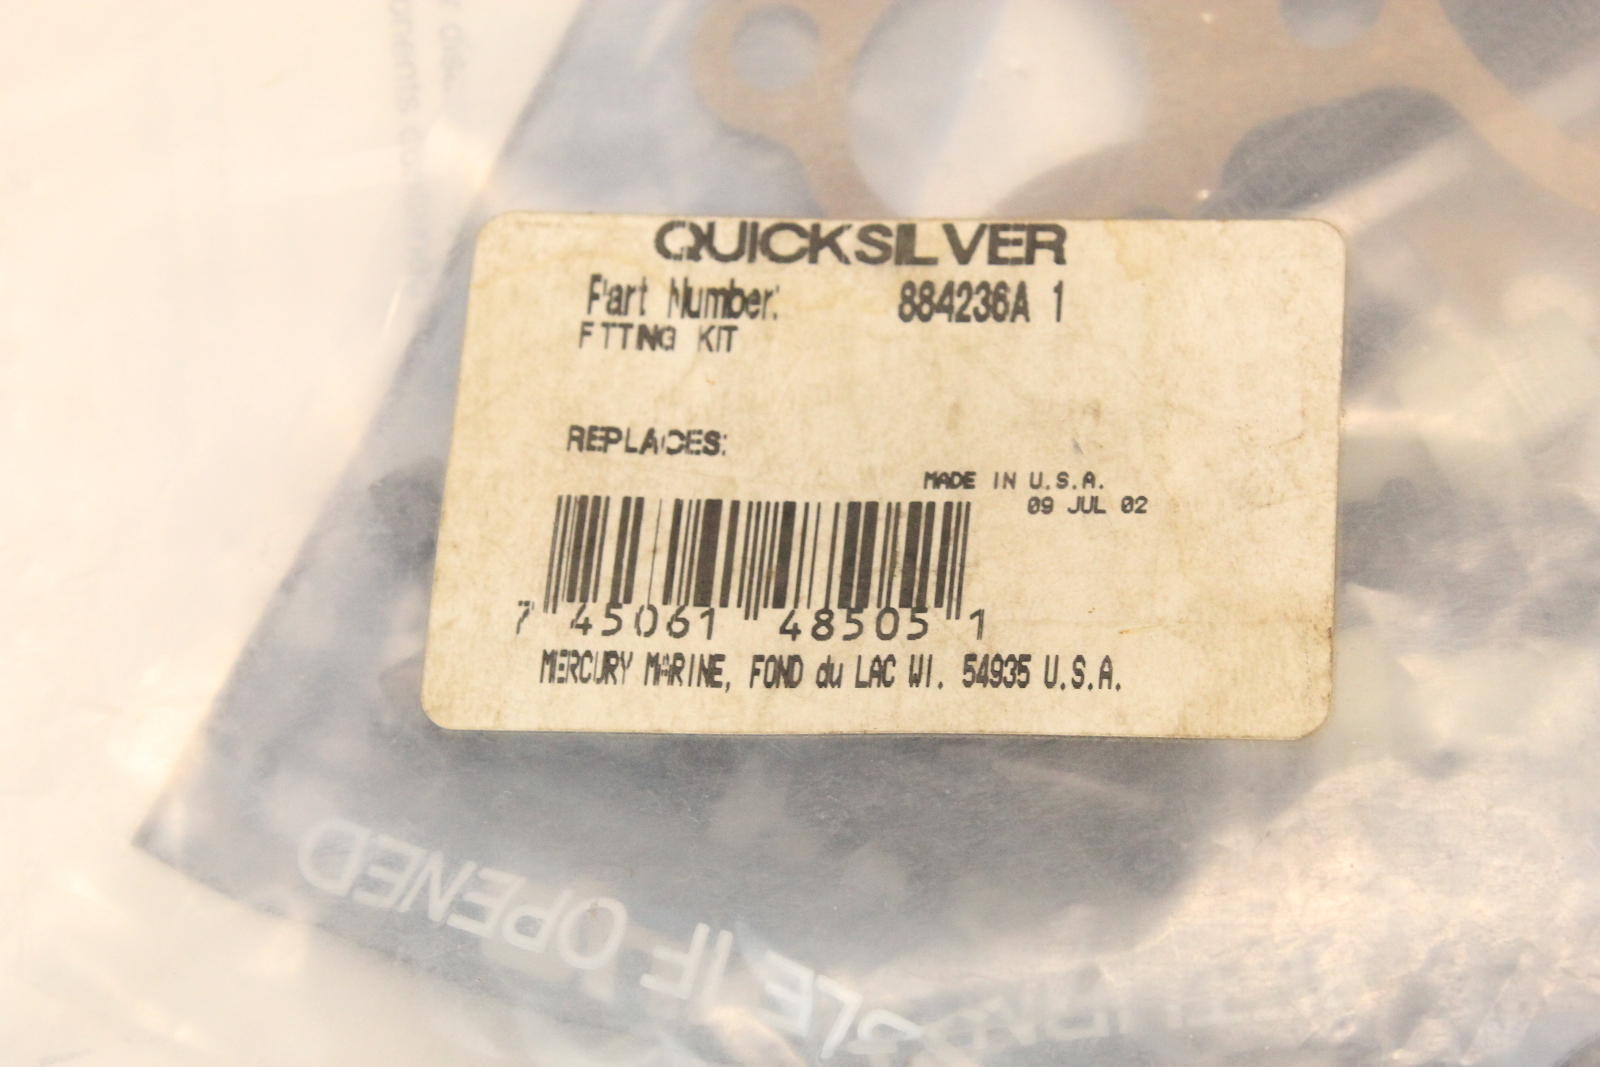 QUICKSILVER
Part Number: 884236A 1
FITTING KIT
REPLACES:
MADE IN U.S.A.
09 JUL 02
7 45061 48505 1
MERCURY MARINE, FOND du LAC WI. 54935 U.S.A.
IF OPENED